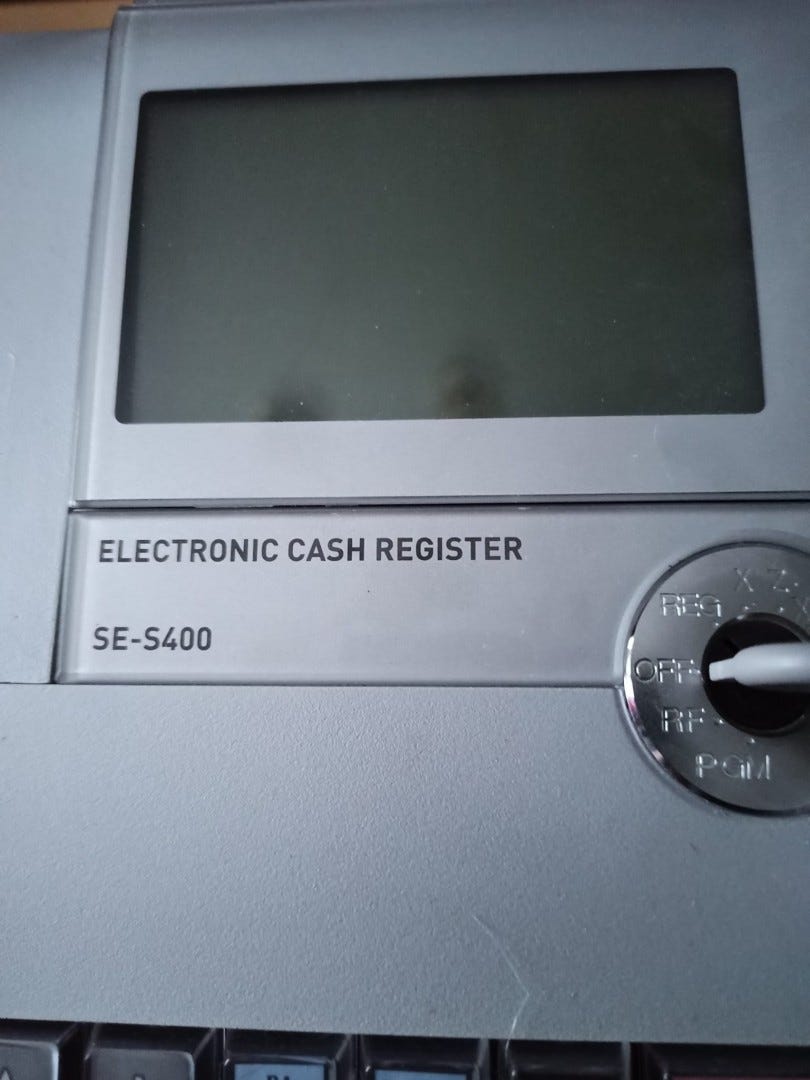 ELECTRONIC CASH REGISTER
SE-S400
X Z
REG
OFF
RF
PGM